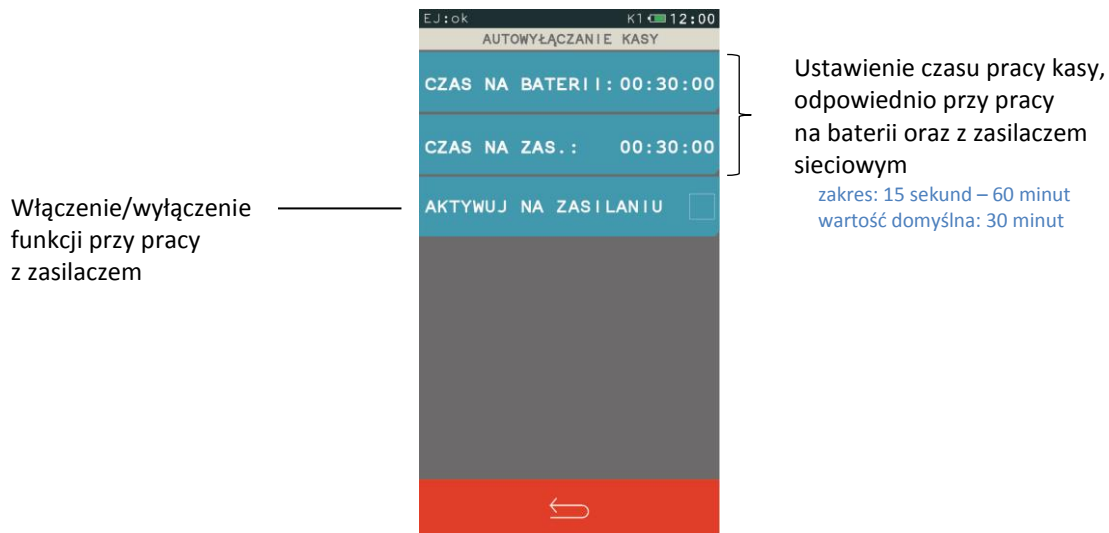 EJ:ok K1 12:00
AUTOWYŁĄCZANIE KASY
CZAS NA BATERII: 00:30:00
CZAS NA ZAS.: 00:30:00
AKTYWUJ NA ZASILANIU
Ustawienie czasu pracy kasy,
odpowiednio przy pracy
na baterii oraz z zasilaczem
sieciowym
zakres: 15 sekund – 60 minut
wartość domyślna: 30 minut
Włączenie/wyłączenie
funkcji przy pracy
z zasilaczem